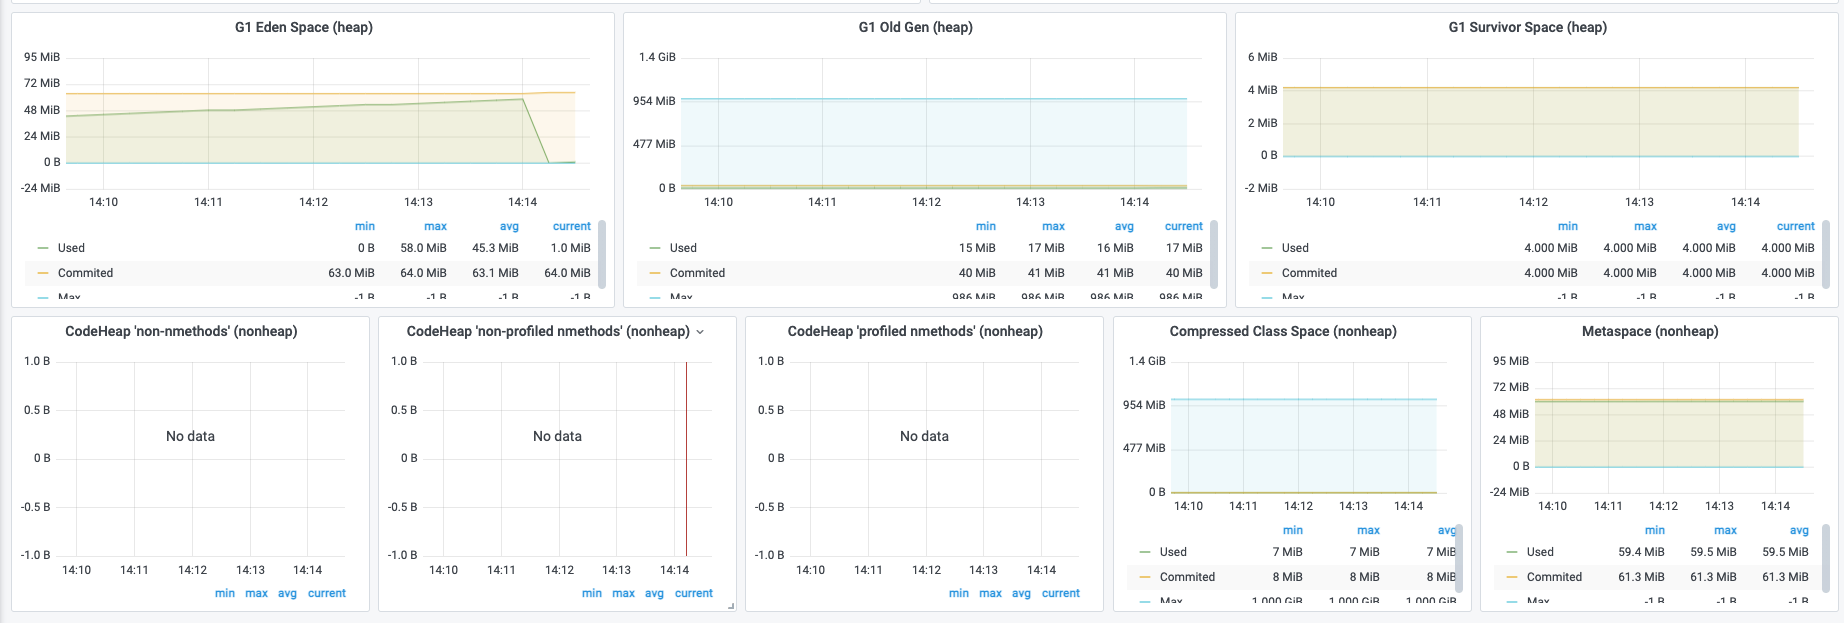 G1 Eden Space (heap)
95 MiB
72 MiB
48 MiB
24 MiB
0 B
-24 MiB
14:10 14:11 14:12 14:13 14:14
min max avg current
Used 0 B 58.0 MiB 45.3 MiB 1.0 MiB
Commited 63.0 MiB 64.0 MiB 63.1 MiB 64.0 MiB
Max -1 B -1 B -1 B -1 B
G1 Old Gen (heap)
1.4 GiB
954 MiB
477 MiB
0 B
14:10 14:11 14:12 14:13 14:14
min max avg current
Used 15 MiB 17 MiB 16 MiB 17 MiB
Commited 40 MiB 41 MiB 41 MiB 40 MiB
Max 986 MiB 986 MiB 986 MiB 986 MiB
G1 Survivor Space (heap)
6 MiB
4 MiB
2 MiB
0 B
-2 MiB
14:10 14:11 14:12 14:13 14:14
min max avg current
Used 4.000 MiB 4.000 MiB 4.000 MiB 4.000 MiB
Commited 4.000 MiB 4.000 MiB 4.000 MiB 4.000 MiB
Max -1 B -1 B -1 B -1 B
CodeHeap 'non-nmethods' (nonheap)
1.0 B
0.5 B
No data
0 B
-0.5 B
-1.0 B
14:10 14:11 14:12 14:13 14:14
min max avg current
CodeHeap 'non-profiled nmethods' (nonheap)
1.0 B
0.5 B
No data
0 B
-0.5 B
-1.0 B
14:10 14:11 14:12 14:13 14:14
min max avg current
CodeHeap 'profiled nmethods' (nonheap)
1.0 B
0.5 B
No data
0 B
-0.5 B
-1.0 B
14:10 14:11 14:12 14:13 14:14
min max avg current
Compressed Class Space (nonheap)
1.4 GiB
954 MiB
477 MiB
0 B
14:10 14:11 14:12 14:13 14:14
min max avg
Used 7 MiB 7 MiB 7 MiB
Commited 8 MiB 8 MiB 8 MiB
Max 1.000 GiB 1.000 GiB 1.000 GiB
Metaspace (nonheap)
95 MiB
72 MiB
48 MiB
24 MiB
0 B
-24 MiB
14:10 14:11 14:12 14:13 14:14
min max avg
Used 59.4 MiB 59.5 MiB 59.5 MiB
Commited 61.3 MiB 61.3 MiB 61.3 MiB
Max -1 B -1 B -1 B